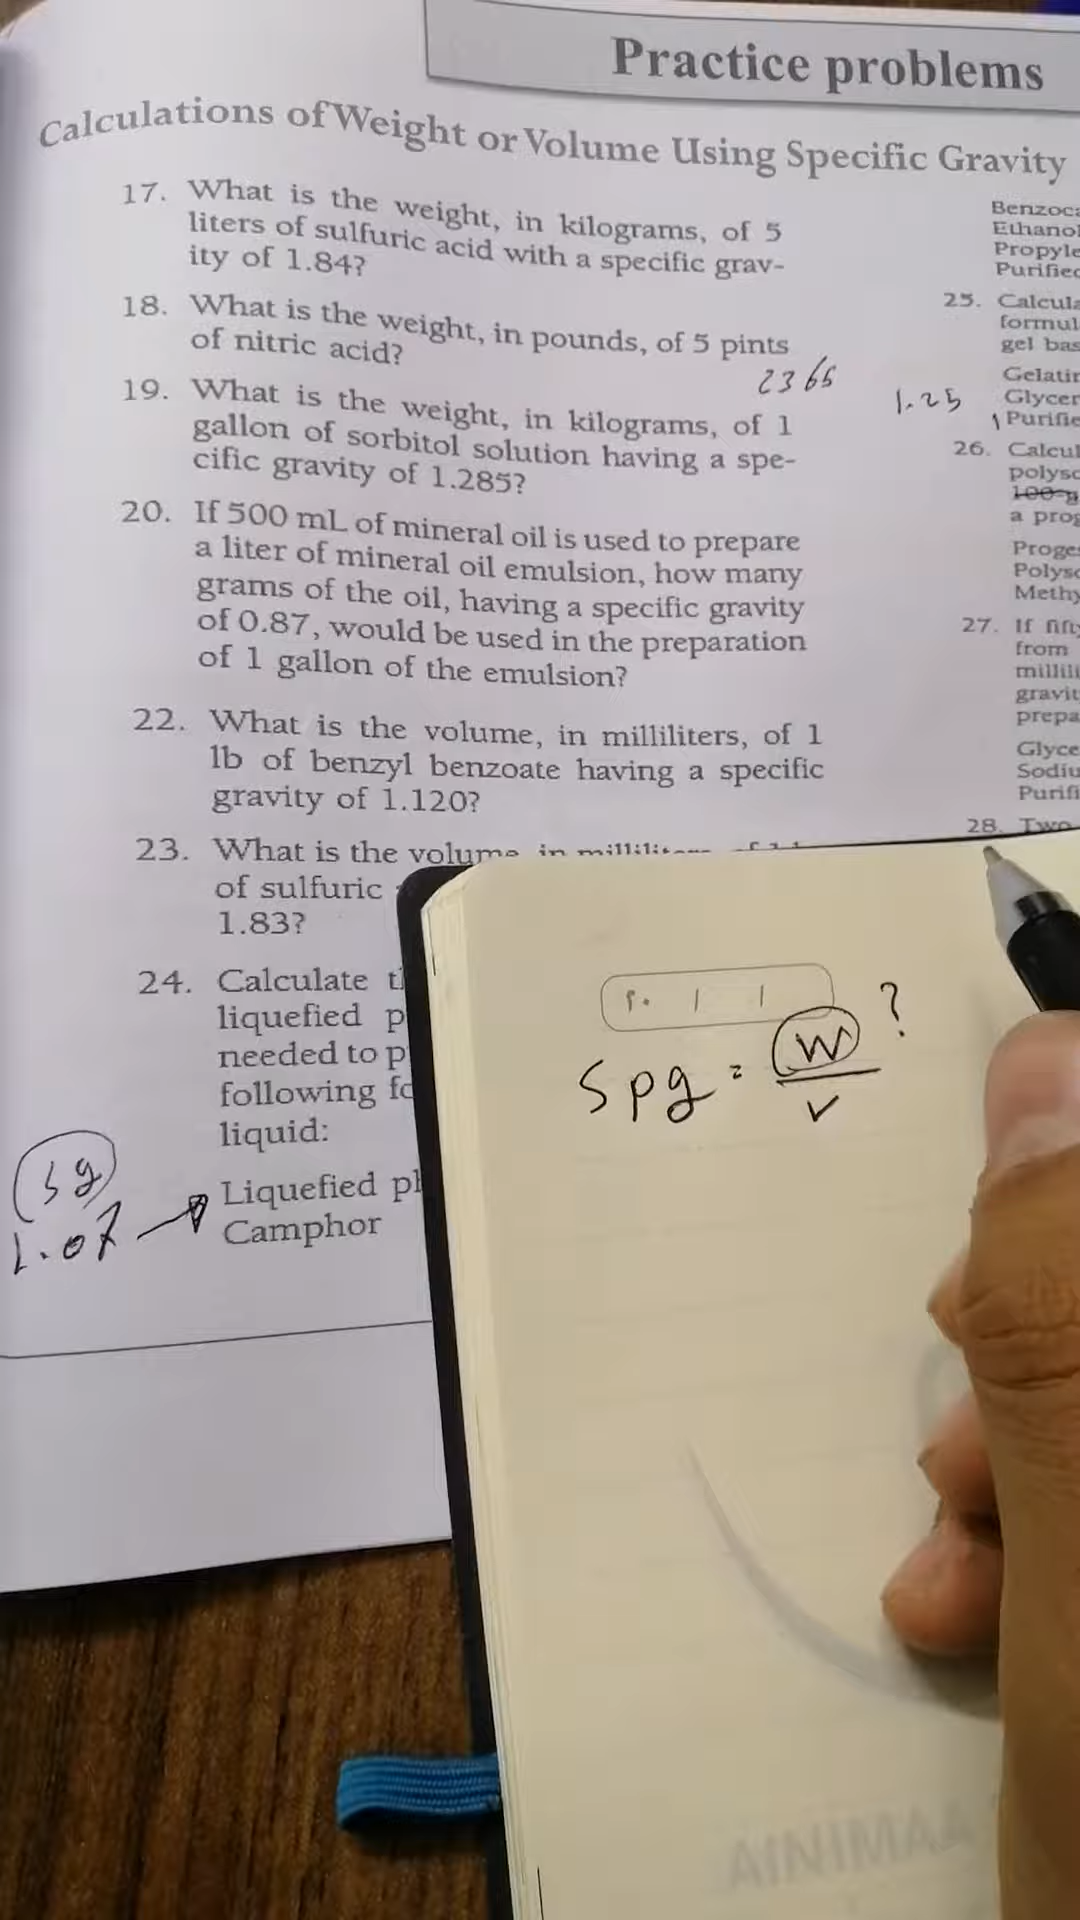 Practice problems
Calculations of Weight or Volume Using Specific Gravity
17. What is the weight, in kilograms, of 5
liters of sulfuric acid with a specific grav-
ity of 1.84?
18. What is the weight, in pounds, of 5 pints
of nitric acid?
2365
19. What is the weight, in kilograms, of 1
gallon of sorbitol solution having a spe-
cific gravity of 1.285?
20. If 500 mL of mineral oil is used to prepare
a liter of mineral oil emulsion, how many
grams of the oil, having a specific gravity
of 0.87, would be used in the preparation
of 1 gallon of the emulsion?
22. What is the volume, in milliliters, of 1
lb of benzyl benzoate having a specific
gravity of 1.120?
23. What is the volume, in
of sulfuric
1.83?
24. Calculate
liquefied p
needed to p
following fo
liquid:
Liquefied
Camphor
sg
1.07
Benzoc
Ethanol
Propyle
Purified
25. Calcula
formul
gel bas
Gelatin
1.25 Glycer
Purifie
26. Calcul
polyso
a prog
Proges
Polyso
Methy
27. If fift
from
millili
gravit
prepa
Glyce
Sodiu
Purifi
28. Two
Spg = W ?
V